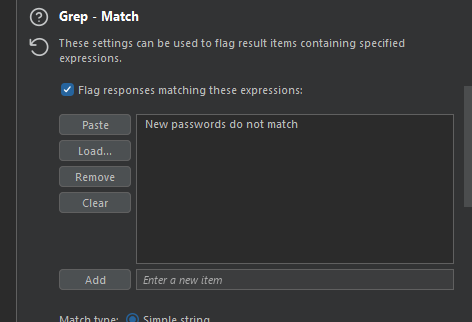 Grep - Match
These settings can be used to flag result items containing specified
expressions.
Flag responses matching these expressions:
Paste
New passwords do not match
Load...
Remove
Clear
Add
Enter a new item
Match type: Simple string